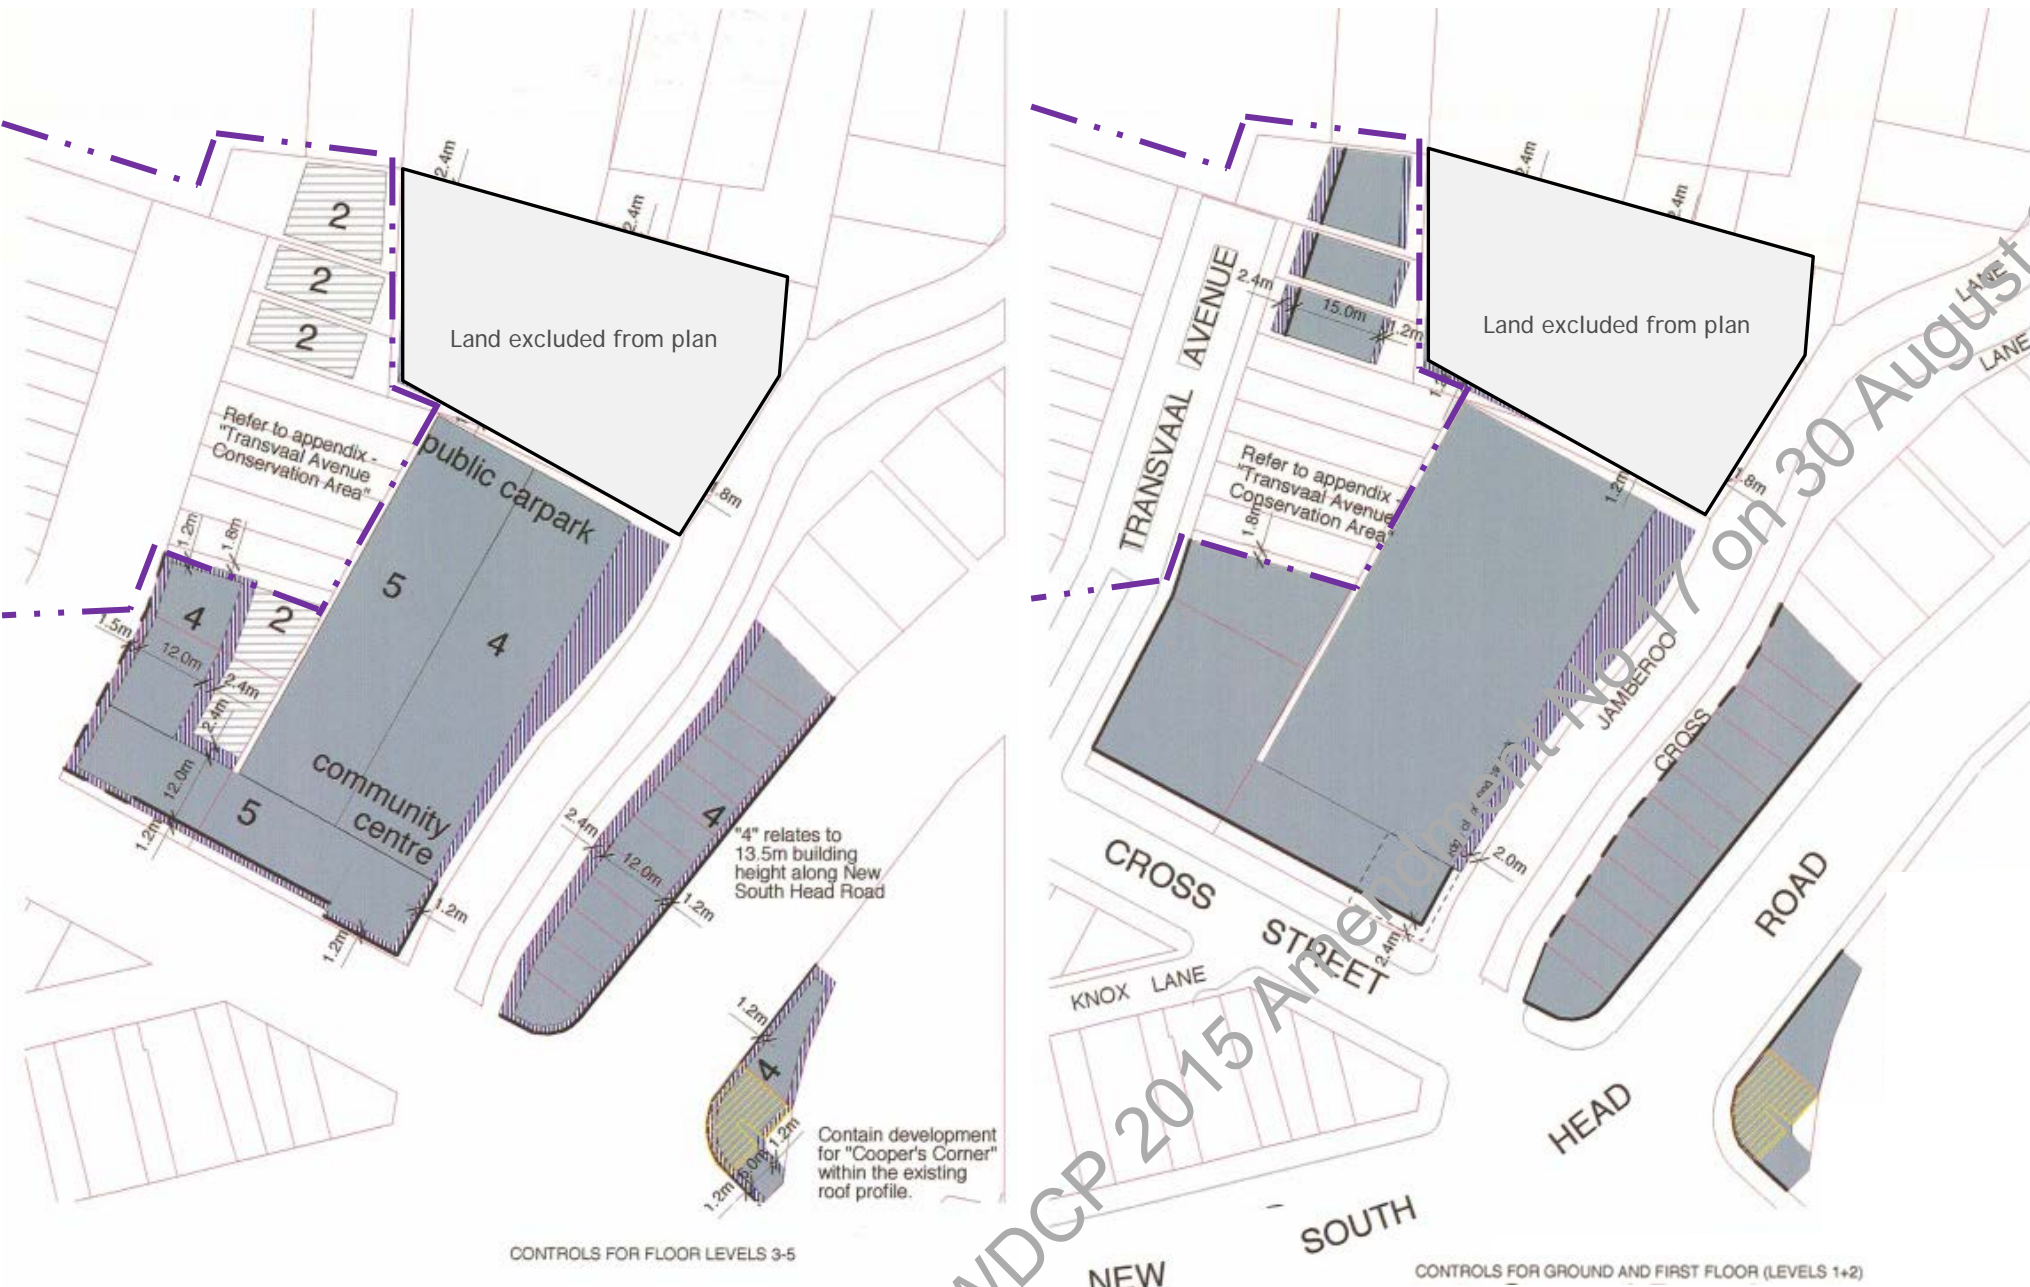 2.4m
2.4m
2
2
2
Land excluded from plan
Refer to appendix -
"Transvaal Avenue
Conservation Area"
public carpark
1.8m
1.2m
1.8m
5
4
4
2
1.5m
12.0m
2.4m
2.4m
12.0m
community
centre
5
1.2m
1.2m
1.2m
2.4m
12.0m
1.2m
4
"4" relates to
13.5m building
height along New
South Head Road
1.2m
4
1.2m
6.0m
1.2m
Contain development
for "Cooper's Corner"
within the existing
roof profile.
CONTROLS FOR FLOOR LEVELS 3-5
2.4m
2.4m
TRANSVAAL AVENUE
2.4m
15.0m
1.2m
Land excluded from plan
Refer to appendix -
"Transvaal Avenue
Conservation Area"
1.8m
1.2m
1.8m
LANE
LANE
JAMBEROO
CROSS
2.0m
2.4m
CROSS STREET
KNOX LANE
NEW SOUTH HEAD ROAD
WDCP 2015 Amendment No 17 on 30 August
CONTROLS FOR GROUND AND FIRST FLOOR (LEVELS 1+2)